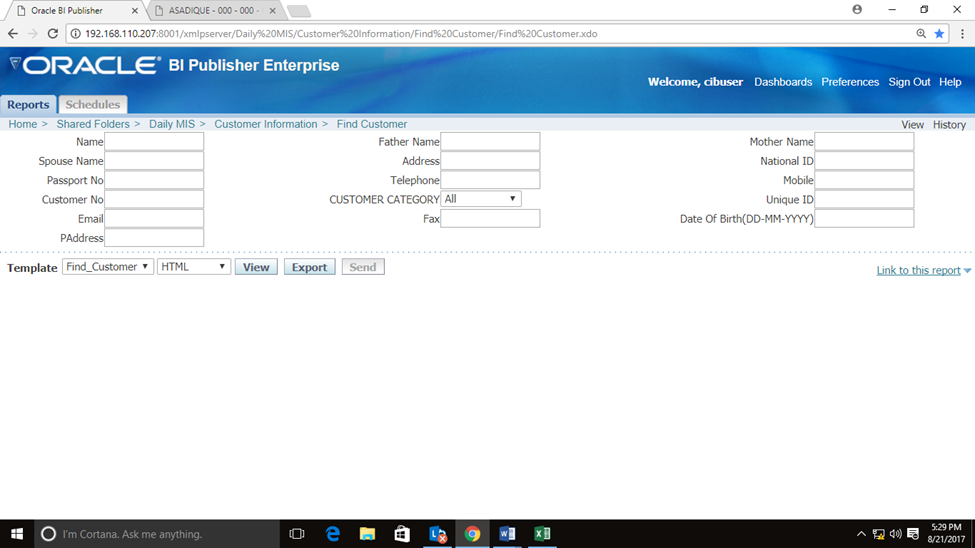 Oracle BI Publisher
ASADIQUE - 000 - 000 -
192.168.110.207:8001/xmlpserver/Daily%20MIS/Customer%20Information/Find%20Customer/Find%20Customer.xdo
ORACLE BI Publisher Enterprise
Welcome, cibuser Dashboards Preferences Sign Out Help
Reports Schedules
Home > Shared Folders > Daily MIS > Customer Information > Find Customer View History
Name Father Name Mother Name
Spouse Name Address National ID
Passport No Telephone Mobile
Customer No CUSTOMER CATEGORY All Unique ID
Email Fax Date Of Birth(DD-MM-YYYY)
PAddress
Template Find_Customer HTML View Export Send Link to this report
I'm Cortana. Ask me anything.
5:29 PM
8/21/2017